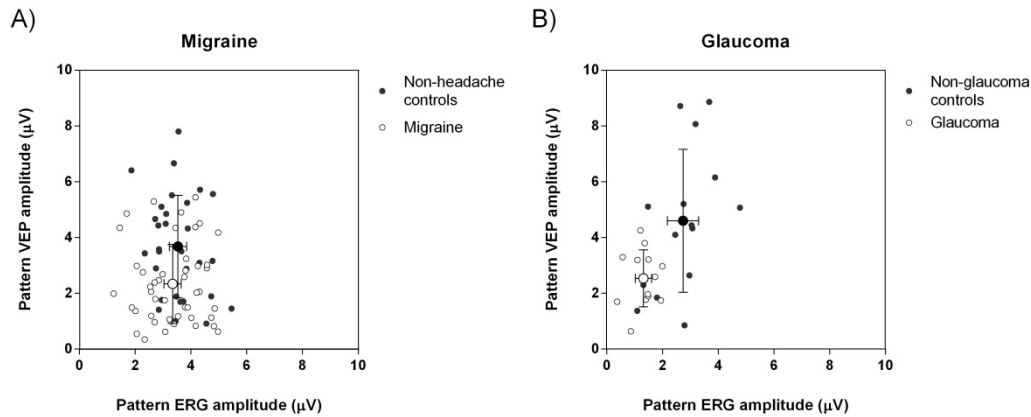 A)
Migraine
10
8
6
4
2
0
0 2 4 6 8 10
Pattern VEP amplitude (µV)
Pattern ERG amplitude (µV)
Non-headache
controls
Migraine
B)
Glaucoma
10
8
6
4
2
0
0 2 4 6 8 10
Pattern VEP amplitude (µV)
Pattern ERG amplitude (µV)
Non-glaucoma
controls
Glaucoma